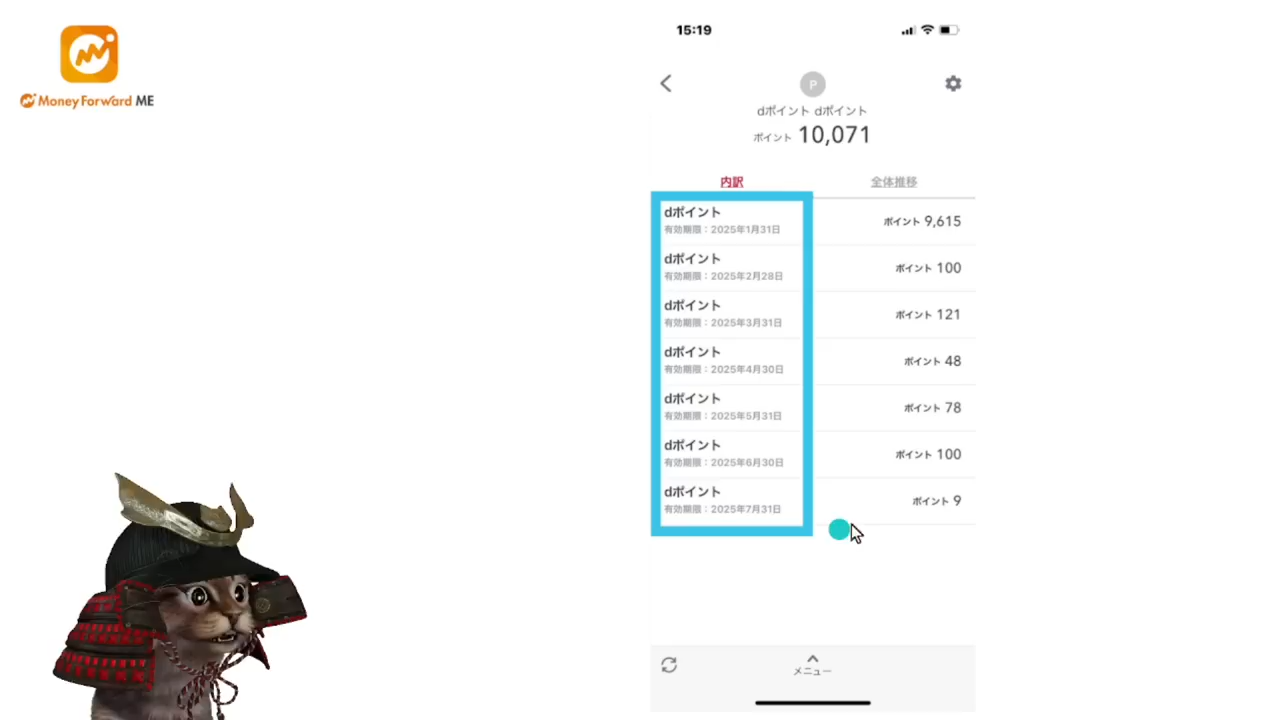 MoneyForward ME
15:19
P
dポイント dポイント
ポイント 10,071
内訳
全体推移
dポイント
有効期限：2025年1月31日
ポイント 9,615
dポイント
有効期限：2025年2月28日
ポイント 100
dポイント
有効期限：2025年3月31日
ポイント 121
dポイント
有効期限：2025年4月30日
ポイント 48
dポイント
有効期限：2025年5月31日
ポイント 78
dポイント
有効期限：2025年6月30日
ポイント 100
dポイント
有効期限：2025年7月31日
ポイント 9
メニュー